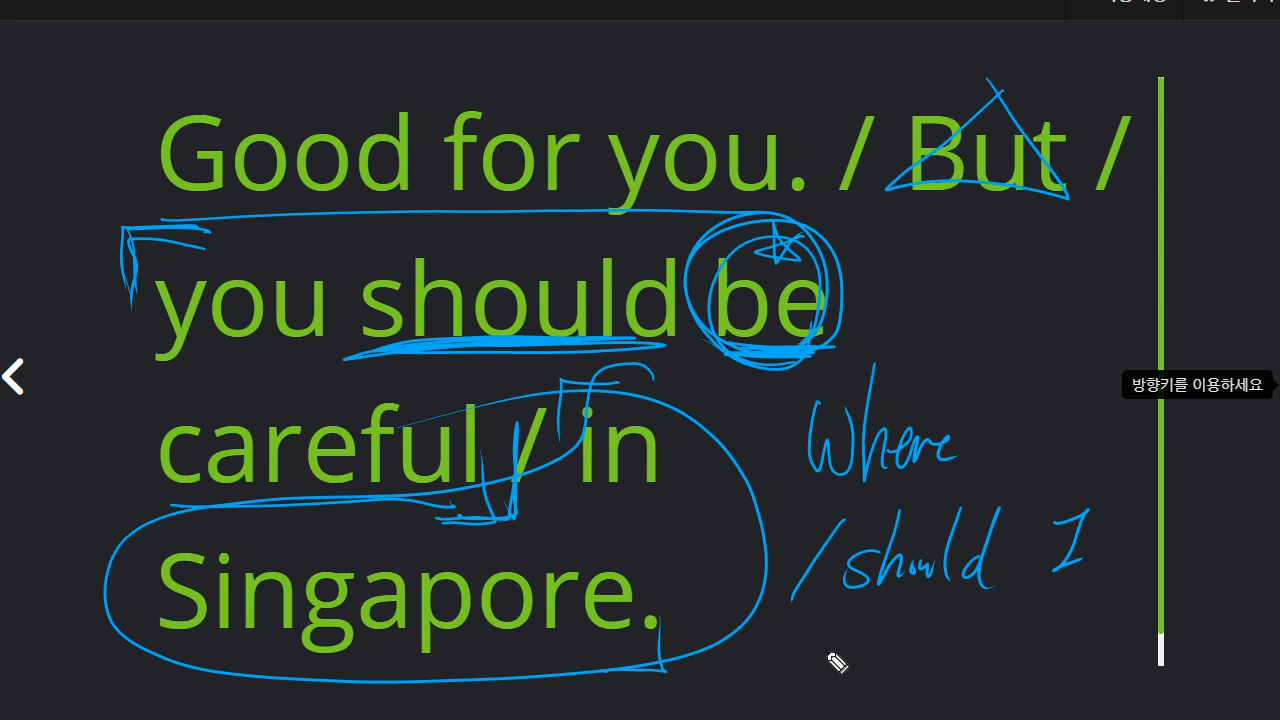 Good for you. / But /
you should be
careful / in
Singapore.
방향키를 이용하세요
Where
/ should I